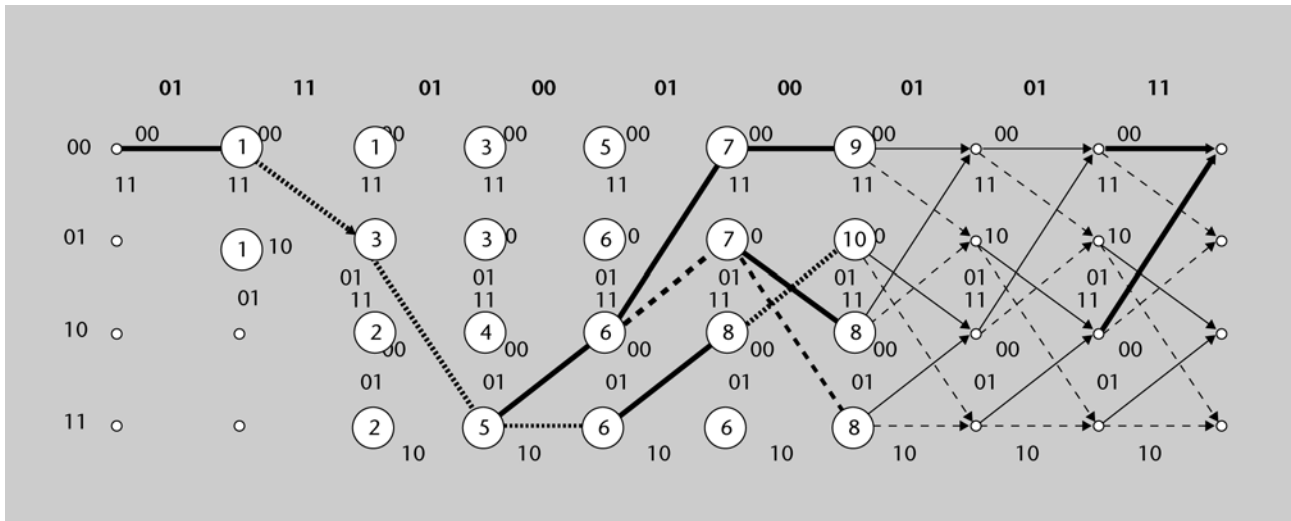 01 11 01 00 01 00 01 01 11
00 00 00 00 00 00 00 00 00 00
1 1 3 5 7 9
11 11 11 11 11 11 11 11 11
01 3 3 0 6 0 7 0 10 0 10 10
1 10
01 01 01 01 01 01 01
01 11 11 11 11 11 11 11
10 2 4 6 8 8
00 00 00 00 00 00 00
01 01 01 01 01 01 01
11 2 5 6 6 8
10 10 10 10 10 10 10